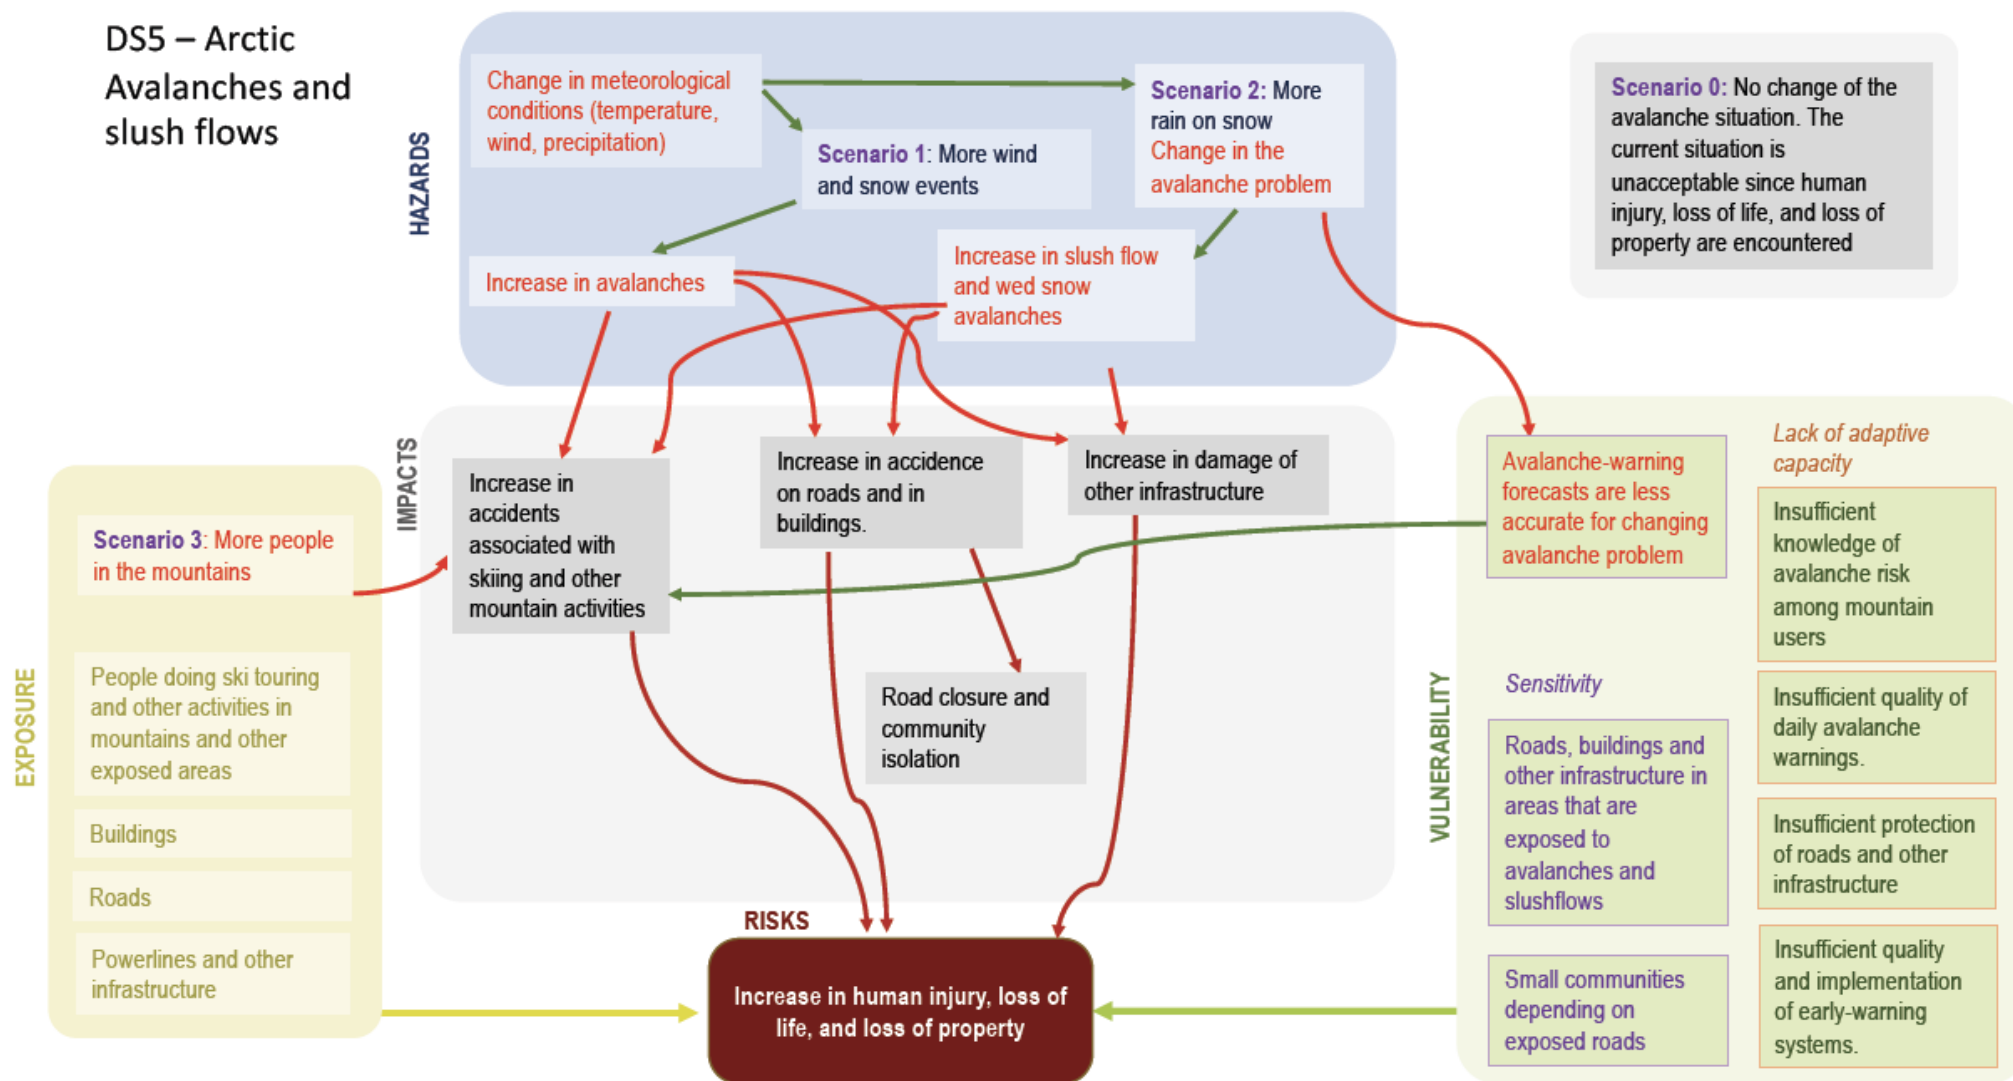 DS5 – Arctic
Avalanches and
slush flows
HAZARDS
Change in meteorological
conditions (temperature,
wind, precipitation)
Scenario 1: More wind
and snow events
Scenario 2: More
rain on snow
Change in the
avalanche problem
Increase in avalanches
Increase in slush flow
and wed snow
avalanches
Scenario 0: No change of the
avalanche situation. The
current situation is
unacceptable since human
injury, loss of life, and loss of
property are encountered
IMPACTS
Increase in
accidents
associated with
skiing and other
mountain activities
Increase in accidence
on roads and in
buildings.
Increase in damage of
other infrastructure
Road closure and
community
isolation
EXPOSURE
Scenario 3: More people
in the mountains
People doing ski touring
and other activities in
mountains and other
exposed areas
Buildings
Roads
Powerlines and other
infrastructure
VULNERABILITY
Avalanche-warning
forecasts are less
accurate for changing
avalanche problem
Sensitivity
Roads, buildings and
other infrastructure in
areas that are
exposed to
avalanches and
slushflows
Small communities
depending on
exposed roads
Lack of adaptive
capacity
Insufficient
knowledge of
avalanche risk
among mountain
users
Insufficient quality of
daily avalanche
warnings.
Insufficient protection
of roads and other
infrastructure
Insufficient quality
and implementation
of early-warning
systems.
RISKS
Increase in human injury, loss of
life, and loss of property